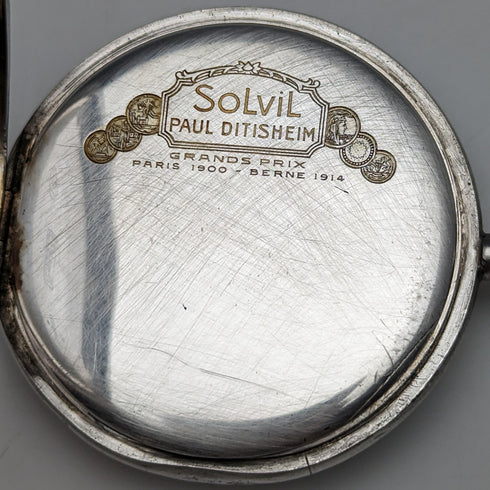 SoLviL
PAUL DITISHEIM
GRANDS PRIX
PARIS 1900 - BERNE 1914